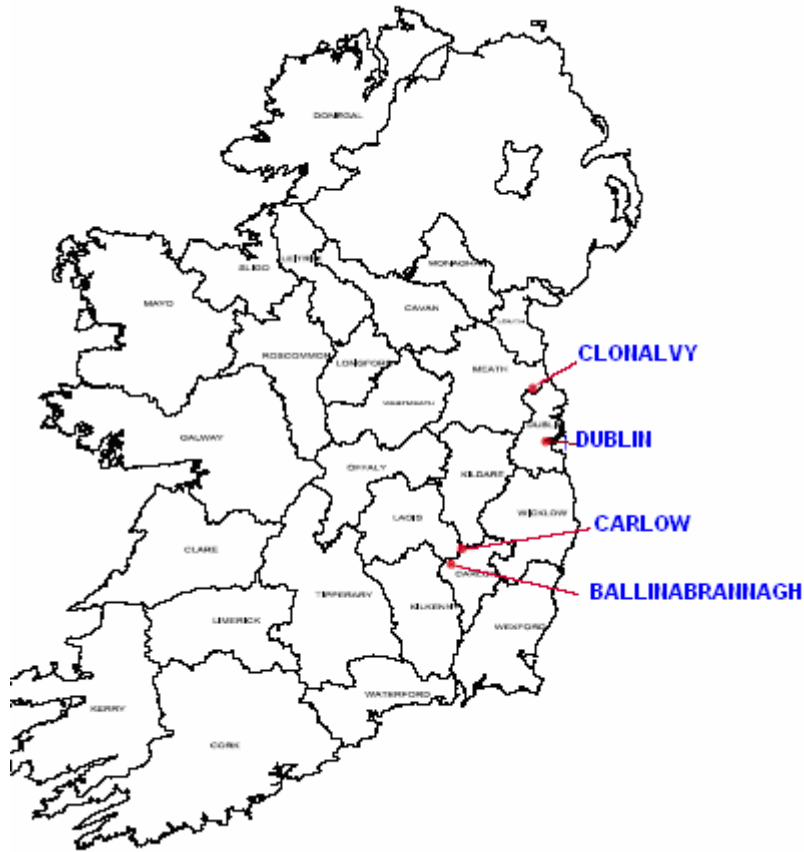 DONEGAL
LEITRIM
SLIGO
MONAGHAN
MAYO
CAVAN
LOUTH
CLONALVY
ROSCOMMON
LONGFORD
MEATH
WESTMEATH
DUBLIN
GALWAY
DUBLIN
OFFALY
KILDARE
LAOIS
WICKLOW
CARLOW
CLARE
CARLOW
TIPPERARY
BALLINABRANNAGH
KILKENNY
LIMERICK
WEXFORD
WATERFORD
KERRY
CORK